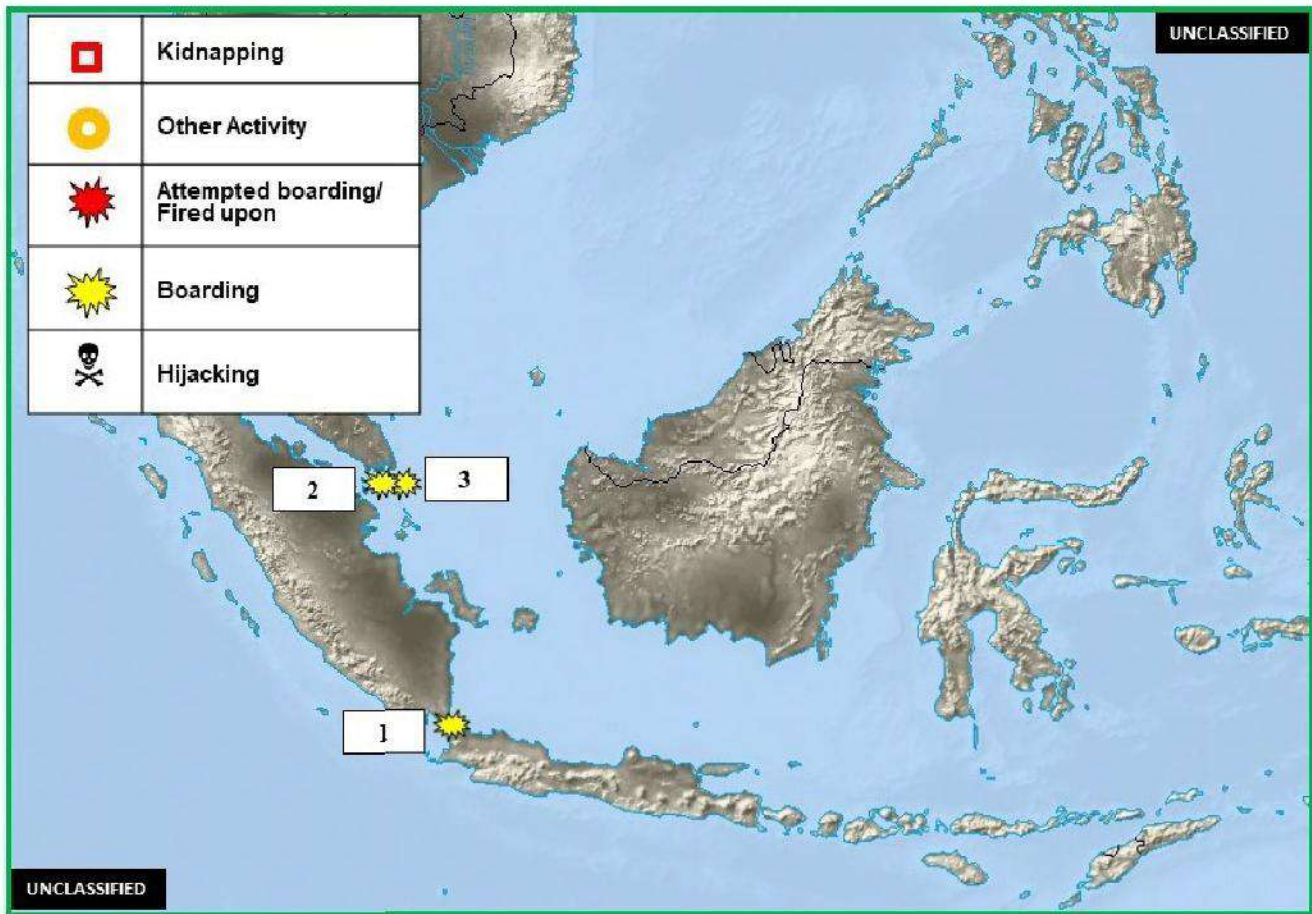 UNCLASSIFIED
Kidnapping
Other Activity
Attempted boarding/
Fired upon
Boarding
Hijacking
2
3
1
UNCLASSIFIED